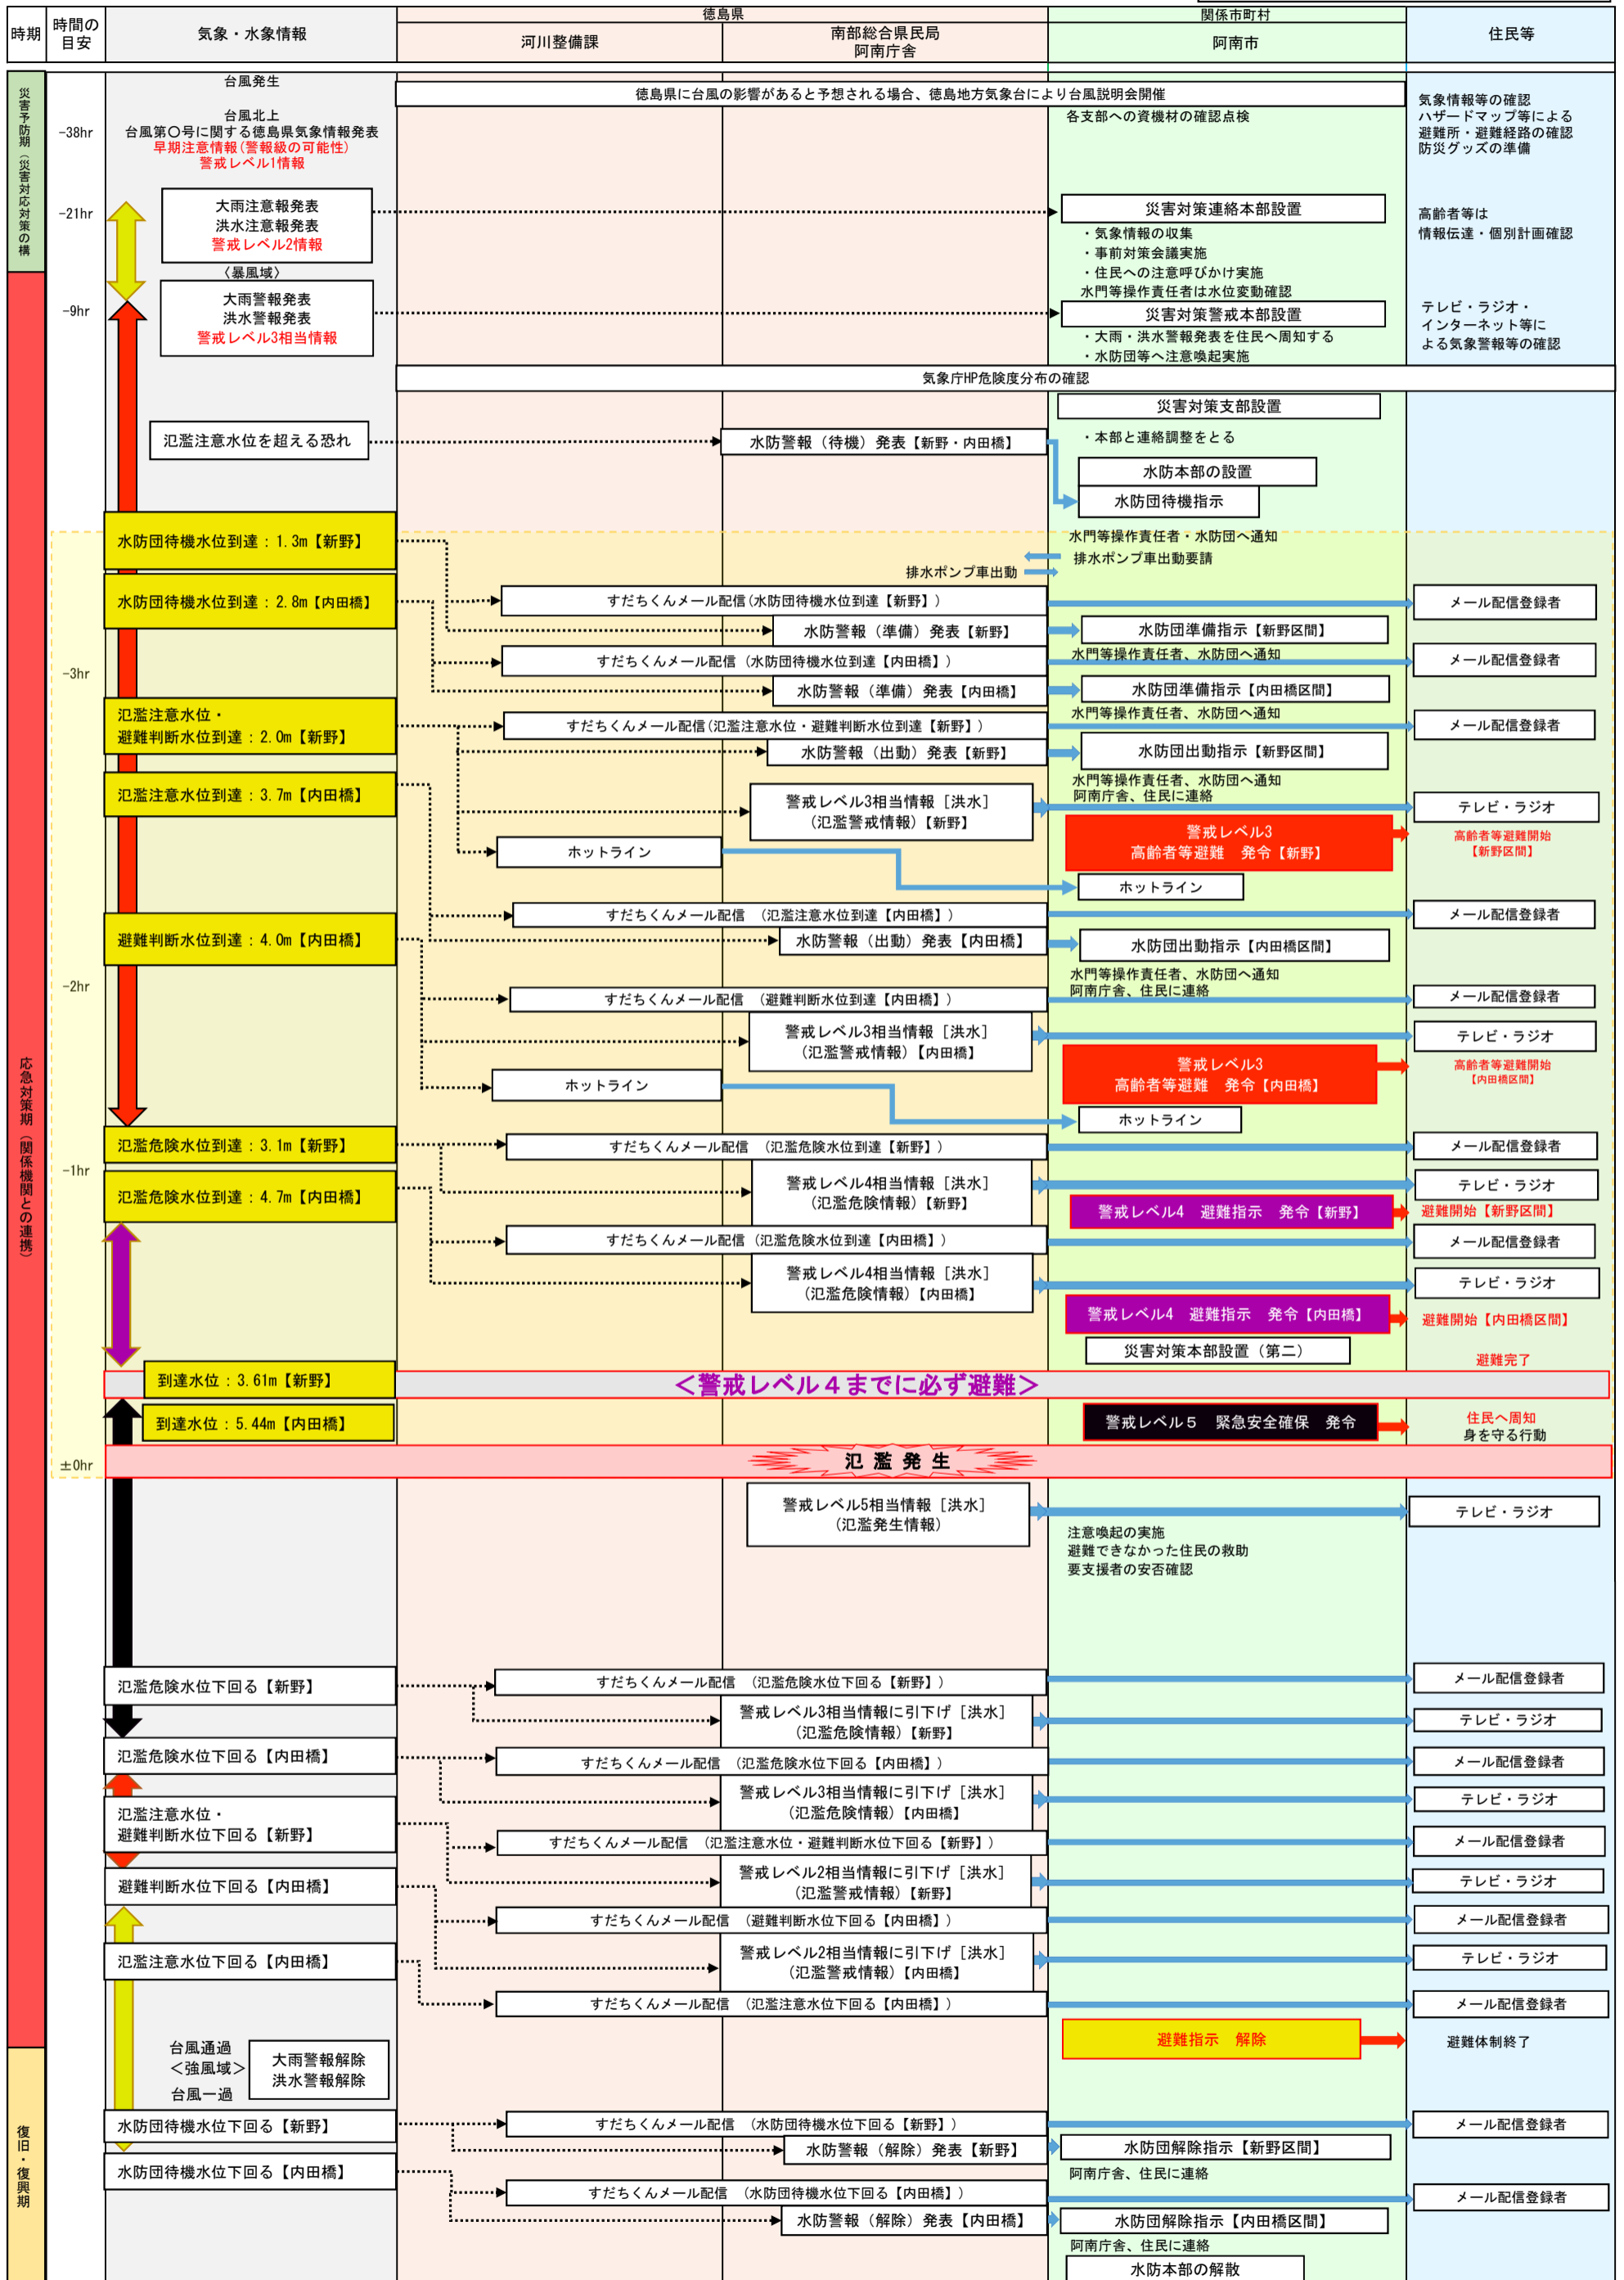 時期
時間の
目安
気象・水象情報
徳島県
河川整備課
南部総合県民局
阿南庁舎
関係市町村
阿南市
住民等
災害予防期（災害対応対策の構
台風発生
徳島県に台風の影響があると予想される場合、徳島地方気象台により台風説明会開催
-38hr
台風北上
台風第〇号に関する徳島県気象情報発表
早期注意情報(警報級の可能性)
警戒レベル1情報
各支部への資機材の確認点検
気象情報等の確認
ハザードマップ等による
避難所・避難経路の確認
防災グッズの準備
-21hr
大雨注意報発表
洪水注意報発表
警戒レベル2情報
災害対策連絡本部設置
・気象情報の収集
・事前対策会議実施
・住民への注意呼びかけ実施
水門等操作責任者は水位変動確認
高齢者等は
情報伝達・個別計画確認
〈暴風域〉
-9hr
大雨警報発表
洪水警報発表
警戒レベル3相当情報
災害対策警戒本部設置
・大雨・洪水警報発表を住民へ周知する
・水防団等へ注意喚起実施
テレビ・ラジオ・
インターネット等に
よる気象警報等の確認
応急対策期（関係機関との連携）
気象庁HP危険度分布の確認
災害対策支部設置
氾濫注意水位を超える恐れ
水防警報（待機）発表【新野・内田橋】
・本部と連絡調整をとる
水防本部の設置
水防団待機指示
水防団待機水位到達：1.3m【新野】
水門等操作責任者・水防団へ通知
排水ポンプ車出動要請
排水ポンプ車出動
水防団待機水位到達：2.8m【内田橋】
すだちくんメール配信(水防団待機水位到達【新野】)
メール配信登録者
水防警報（準備）発表【新野】
水防団準備指示【新野区間】
-3hr
すだちくんメール配信（水防団待機水位到達【内田橋】）
水門等操作責任者、水防団へ通知
メール配信登録者
水防警報（準備）発表【内田橋】
水防団準備指示【内田橋区間】
氾濫注意水位・
避難判断水位到達：2.0m【新野】
すだちくんメール配信(氾濫注意水位・避難判断水位到達【新野】)
水門等操作責任者、水防団へ通知
メール配信登録者
水防警報（出動）発表【新野】
水防団出動指示【新野区間】
氾濫注意水位到達：3.7m【内田橋】
警戒レベル3相当情報［洪水］
（氾濫警戒情報）【新野】
水門等操作責任者、水防団へ通知
阿南庁舎、住民に連絡
テレビ・ラジオ
警戒レベル3
高齢者等避難　発令【新野】
高齢者等避難開始
【新野区間】
ホットライン
ホットライン
すだちくんメール配信　（氾濫注意水位到達【内田橋】）
メール配信登録者
避難判断水位到達：4.0m【内田橋】
水防警報（出動）発表【内田橋】
水防団出動指示【内田橋区間】
-2hr
水門等操作責任者、水防団へ通知
阿南庁舎、住民に連絡
すだちくんメール配信　（避難判断水位到達【内田橋】）
メール配信登録者
警戒レベル3相当情報［洪水］
（氾濫警戒情報）【内田橋】
テレビ・ラジオ
警戒レベル3
高齢者等避難　発令【内田橋】
高齢者等避難開始
【内田橋区間】
ホットライン
ホットライン
氾濫危険水位到達：3.1m【新野】
すだちくんメール配信　（氾濫危険水位到達【新野】）
メール配信登録者
-1hr
氾濫危険水位到達：4.7m【内田橋】
警戒レベル4相当情報［洪水］
（氾濫危険情報）【新野】
テレビ・ラジオ
警戒レベル4　避難指示　発令【新野】
避難開始【新野区間】
すだちくんメール配信（氾濫危険水位到達【内田橋】）
メール配信登録者
警戒レベル4相当情報［洪水］
（氾濫危険情報）【内田橋】
テレビ・ラジオ
警戒レベル4　避難指示　発令【内田橋】
避難開始【内田橋区間】
災害対策本部設置（第二）
避難完了
到達水位：3.61m【新野】
＜警戒レベル４までに必ず避難＞
到達水位：5.44m【内田橋】
警戒レベル５　緊急安全確保　発令
住民へ周知
身を守る行動
±0hr
氾 濫 発 生
警戒レベル5相当情報［洪水］
（氾濫発生情報）
テレビ・ラジオ
注意喚起の実施
避難できなかった住民の救助
要支援者の安否確認
氾濫危険水位下回る【新野】
すだちくんメール配信　（氾濫危険水位下回る【新野】）
メール配信登録者
警戒レベル3相当情報に引下げ［洪水］
（氾濫危険情報）【新野】
テレビ・ラジオ
氾濫危険水位下回る【内田橋】
すだちくんメール配信　（氾濫危険水位下回る【内田橋】）
メール配信登録者
警戒レベル3相当情報に引下げ［洪水］
（氾濫危険情報）【内田橋】
テレビ・ラジオ
氾濫注意水位・
避難判断水位下回る【新野】
すだちくんメール配信　（氾濫注意水位・避難判断水位下回る【新野】）
メール配信登録者
警戒レベル2相当情報に引下げ［洪水］
（氾濫警戒情報）【新野】
テレビ・ラジオ
避難判断水位下回る【内田橋】
すだちくんメール配信　（避難判断水位下回る【内田橋】）
メール配信登録者
警戒レベル2相当情報に引下げ［洪水］
（氾濫警戒情報）【内田橋】
テレビ・ラジオ
氾濫注意水位下回る【内田橋】
すだちくんメール配信　（氾濫注意水位下回る【内田橋】）
メール配信登録者
避難指示　解除
避難体制終了
台風通過
＜強風域＞
台風一過
大雨警報解除
洪水警報解除
復旧・復興期
水防団待機水位下回る【新野】
すだちくんメール配信　（水防団待機水位下回る【新野】）
メール配信登録者
水防警報（解除）発表【新野】
水防団解除指示【新野区間】
水防団待機水位下回る【内田橋】
阿南庁舎、住民に連絡
すだちくんメール配信　（水防団待機水位下回る【内田橋】）
メール配信登録者
水防警報（解除）発表【内田橋】
水防団解除指示【内田橋区間】
阿南庁舎、住民に連絡
水防本部の解散